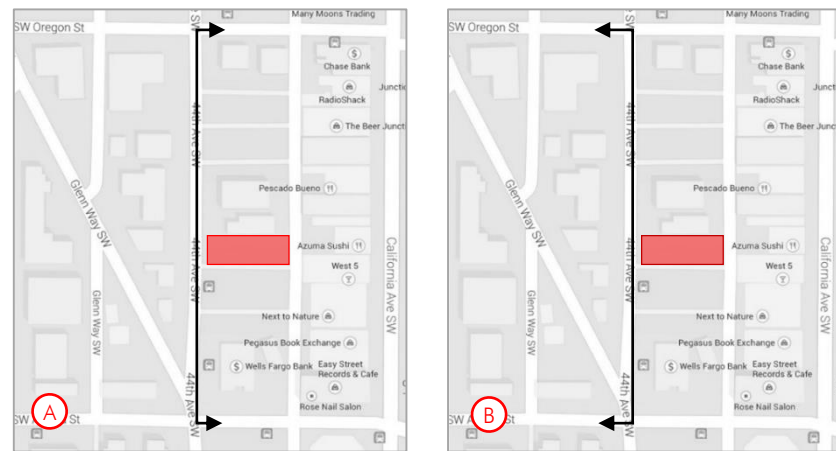 Many Moons Trading
SW Oregon St
Chase Bank
RadioShack
Juncti
44th Ave SW
The Beer Juncti
Pescado Bueno
Glenn Way SW
44th Ave SW
Azuma Sushi
California Ave SW
West 5
Glenn Way SW
Next to Nature
Pegasus Book Exchange
Wells Fargo Bank
Easy Street
Records & Cafe
44th Ave SW
Rose Nail Salon
A
SW A
St
Many Moons Trading
SW Oregon St
Chase Bank
RadioShack
Juncti
44th Ave SW
The Beer Juncti
Pescado Bueno
Glenn Way SW
44th Ave SW
Azuma Sushi
California Ave SW
West 5
Glenn Way SW
Next to Nature
Pegasus Book Exchange
Wells Fargo Bank
Easy Street
Records & Cafe
44th Ave SW
Rose Nail Salon
B
SW A
St